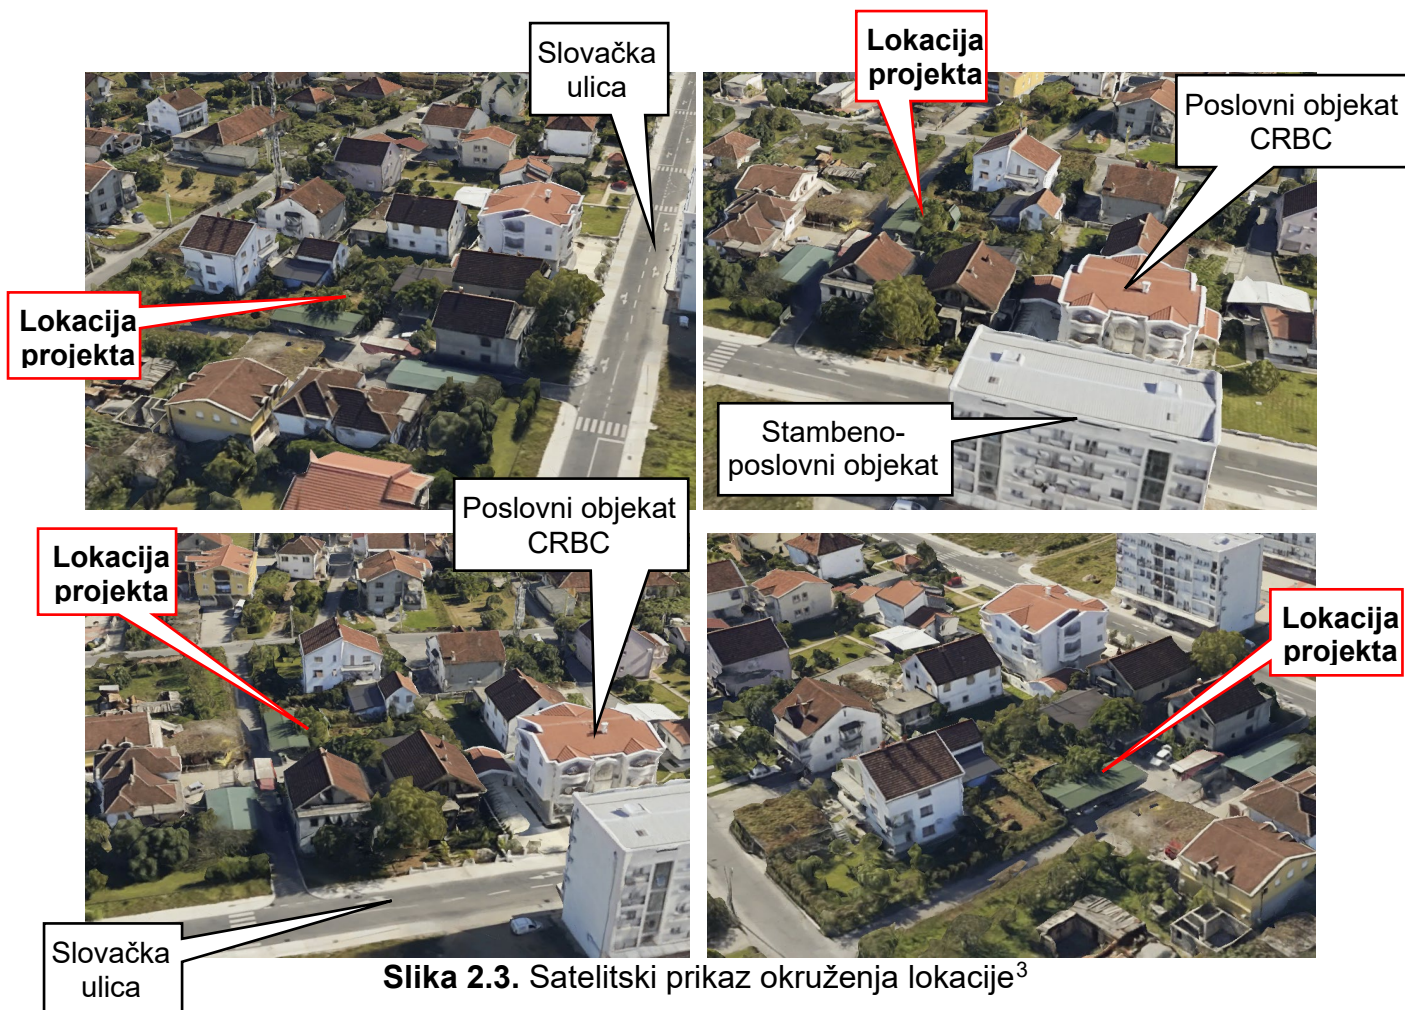 Slovačka
ulica
Lokacija
projekta
Poslovni objekat
CRBC
Lokacija
projekta
Stambeno-
poslovni objekat
Poslovni objekat
CRBC
Lokacija
projekta
Lokacija
projekta
Slovačka
ulica
Slika 2.3. Satelitski prikaz okruženja lokacije³